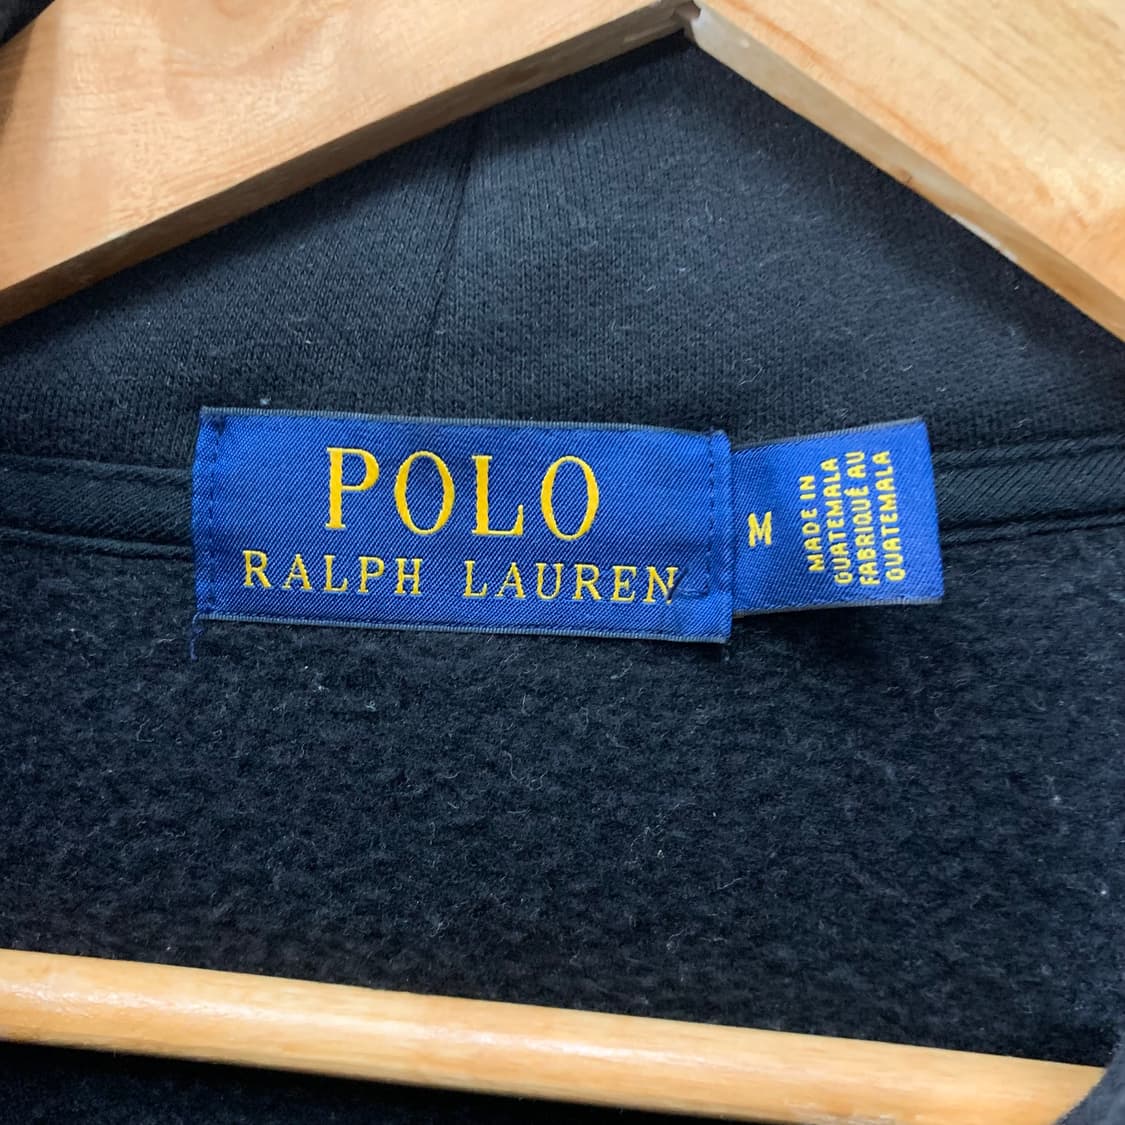 POLO
RALPH LAUREN
M
MADE IN
GUATEMALA
FABRIQUÉ AU
GUATEMALA